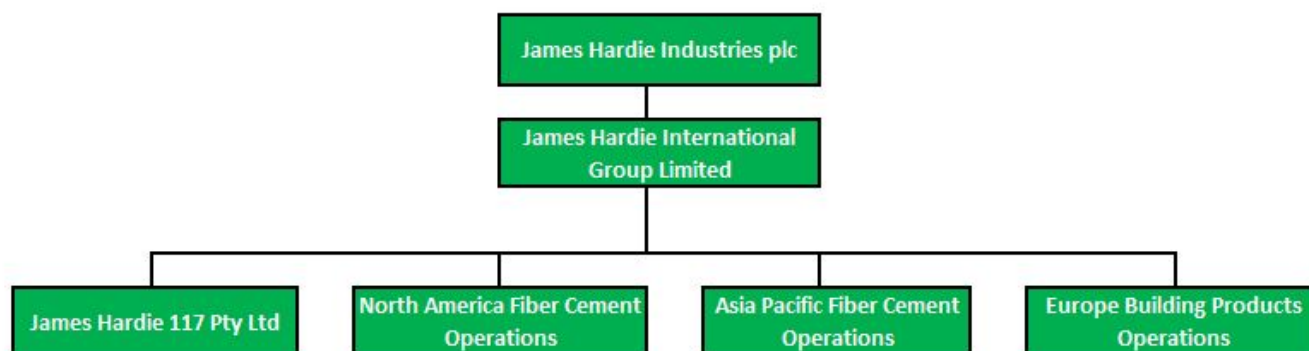 James Hardie Industries plc
James Hardie International
Group Limited
James Hardie 117 Pty Ltd
North America Fiber Cement
Operations
Asia Pacific Fiber Cement
Operations
Europe Building Products
Operations